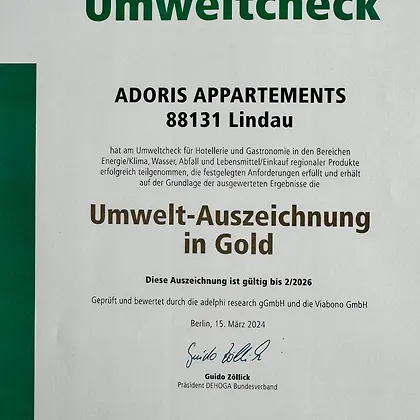 Umweltcheck
ADORIS APPARTEMENTS
88131 Lindau
hat am Umweltcheck für Hotellerie und Gastronomie in den Bereichen
Energie/Klima, Wasser, Abfall und Lebensmittel/Einkauf regionaler Produkte
erfolgreich teilgenommen, die festgelegten Anforderungen erfüllt und erhält
auf der Grundlage der ausgewerteten Ergebnisse die
Umwelt-Auszeichnung
in Gold
Diese Auszeichnung ist gültig bis 2/2026
Geprüft und bewertet durch die adelphi research gGmbH und die Viabono GmbH
Berlin, 15. März 2024
Guido Zöllick
Guido Zöllick
Präsident DEHOGA Bundesverband